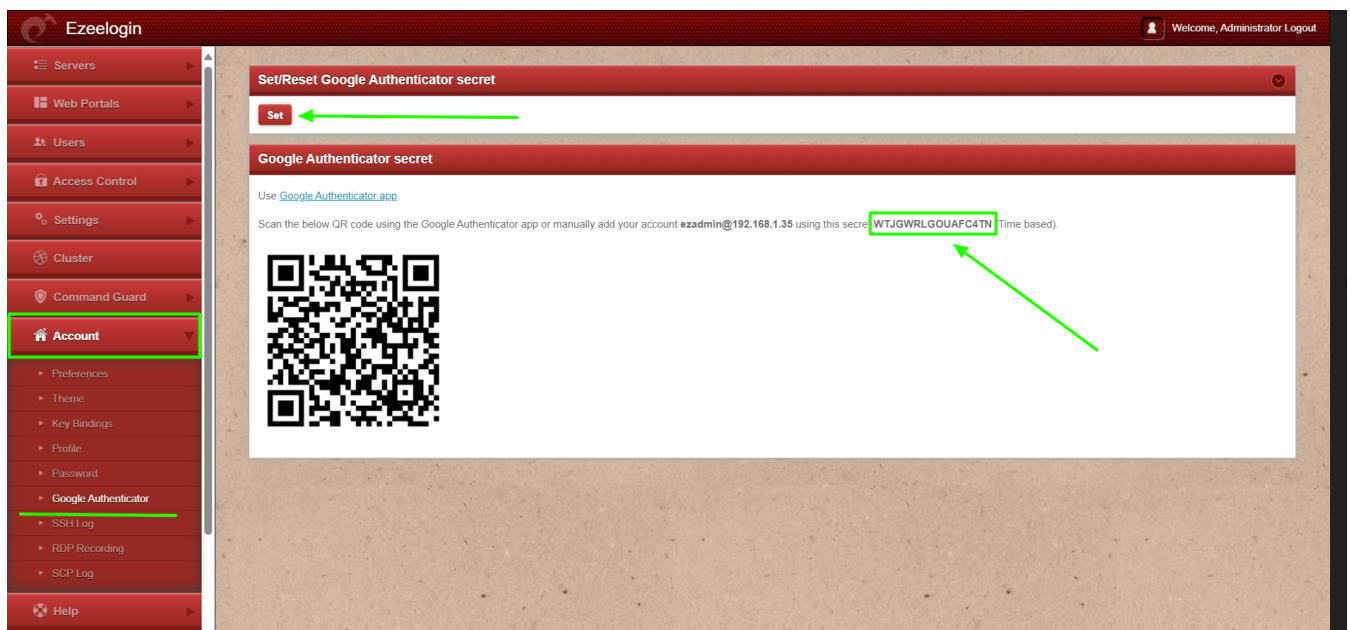 Ezeelogin
Welcome, Administrator Logout
Servers
Web Portals
Users
Access Control
Settings
Cluster
Command Guard
Account
Preferences
Theme
Key Bindings
Profile
Password
Google Authenticator
SSH Log
RDP Recording
SCP Log
Help
Set/Reset Google Authenticator secret
Set
Google Authenticator secret
Use Google Authenticator app.
Scan the below QR code using the Google Authenticator app or manually add your account ezadmin@192.168.1.35 using this secre WTJGWRLGOUAFC4TN Time based).